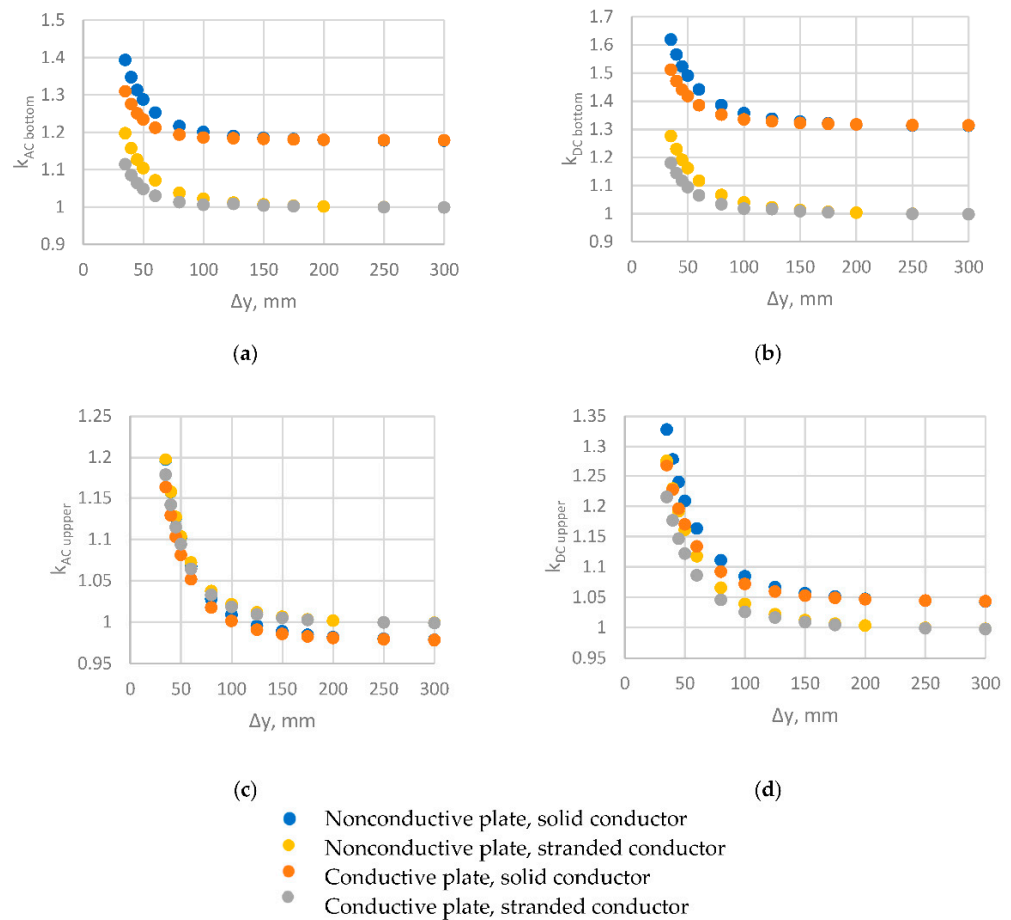 1.5
1.4
1.3
1.2
1.1
1
0.9
k_AC bottom
0 50 100 150 200 250 300
Δy, mm
(a)
1.7
1.6
1.5
1.4
1.3
1.2
1.1
1
0.9
k_DC bottom
0 50 100 150 200 250 300
Δy, mm
(b)
1.25
1.2
1.15
1.1
1.05
1
0.95
k_AC uppper
0 50 100 150 200 250 300
Δy, mm
(c)
1.35
1.3
1.25
1.2
1.15
1.1
1.05
1
0.95
k_DC uppper
0 50 100 150 200 250 300
Δy, mm
(d)
Nonconductive plate, solid conductor
Nonconductive plate, stranded conductor
Conductive plate, solid conductor
Conductive plate, stranded conductor